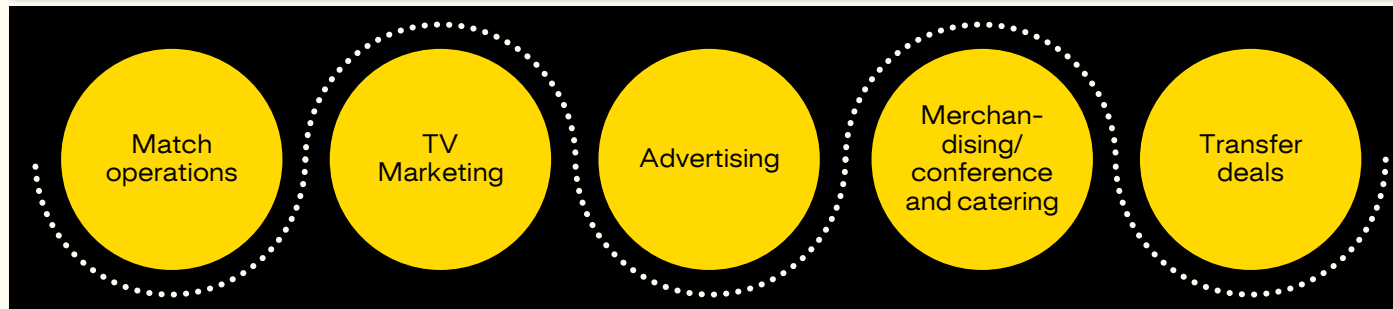 Match
operations
TV
Marketing
Advertising
Merchan-
dising/
conference
and catering
Transfer
deals